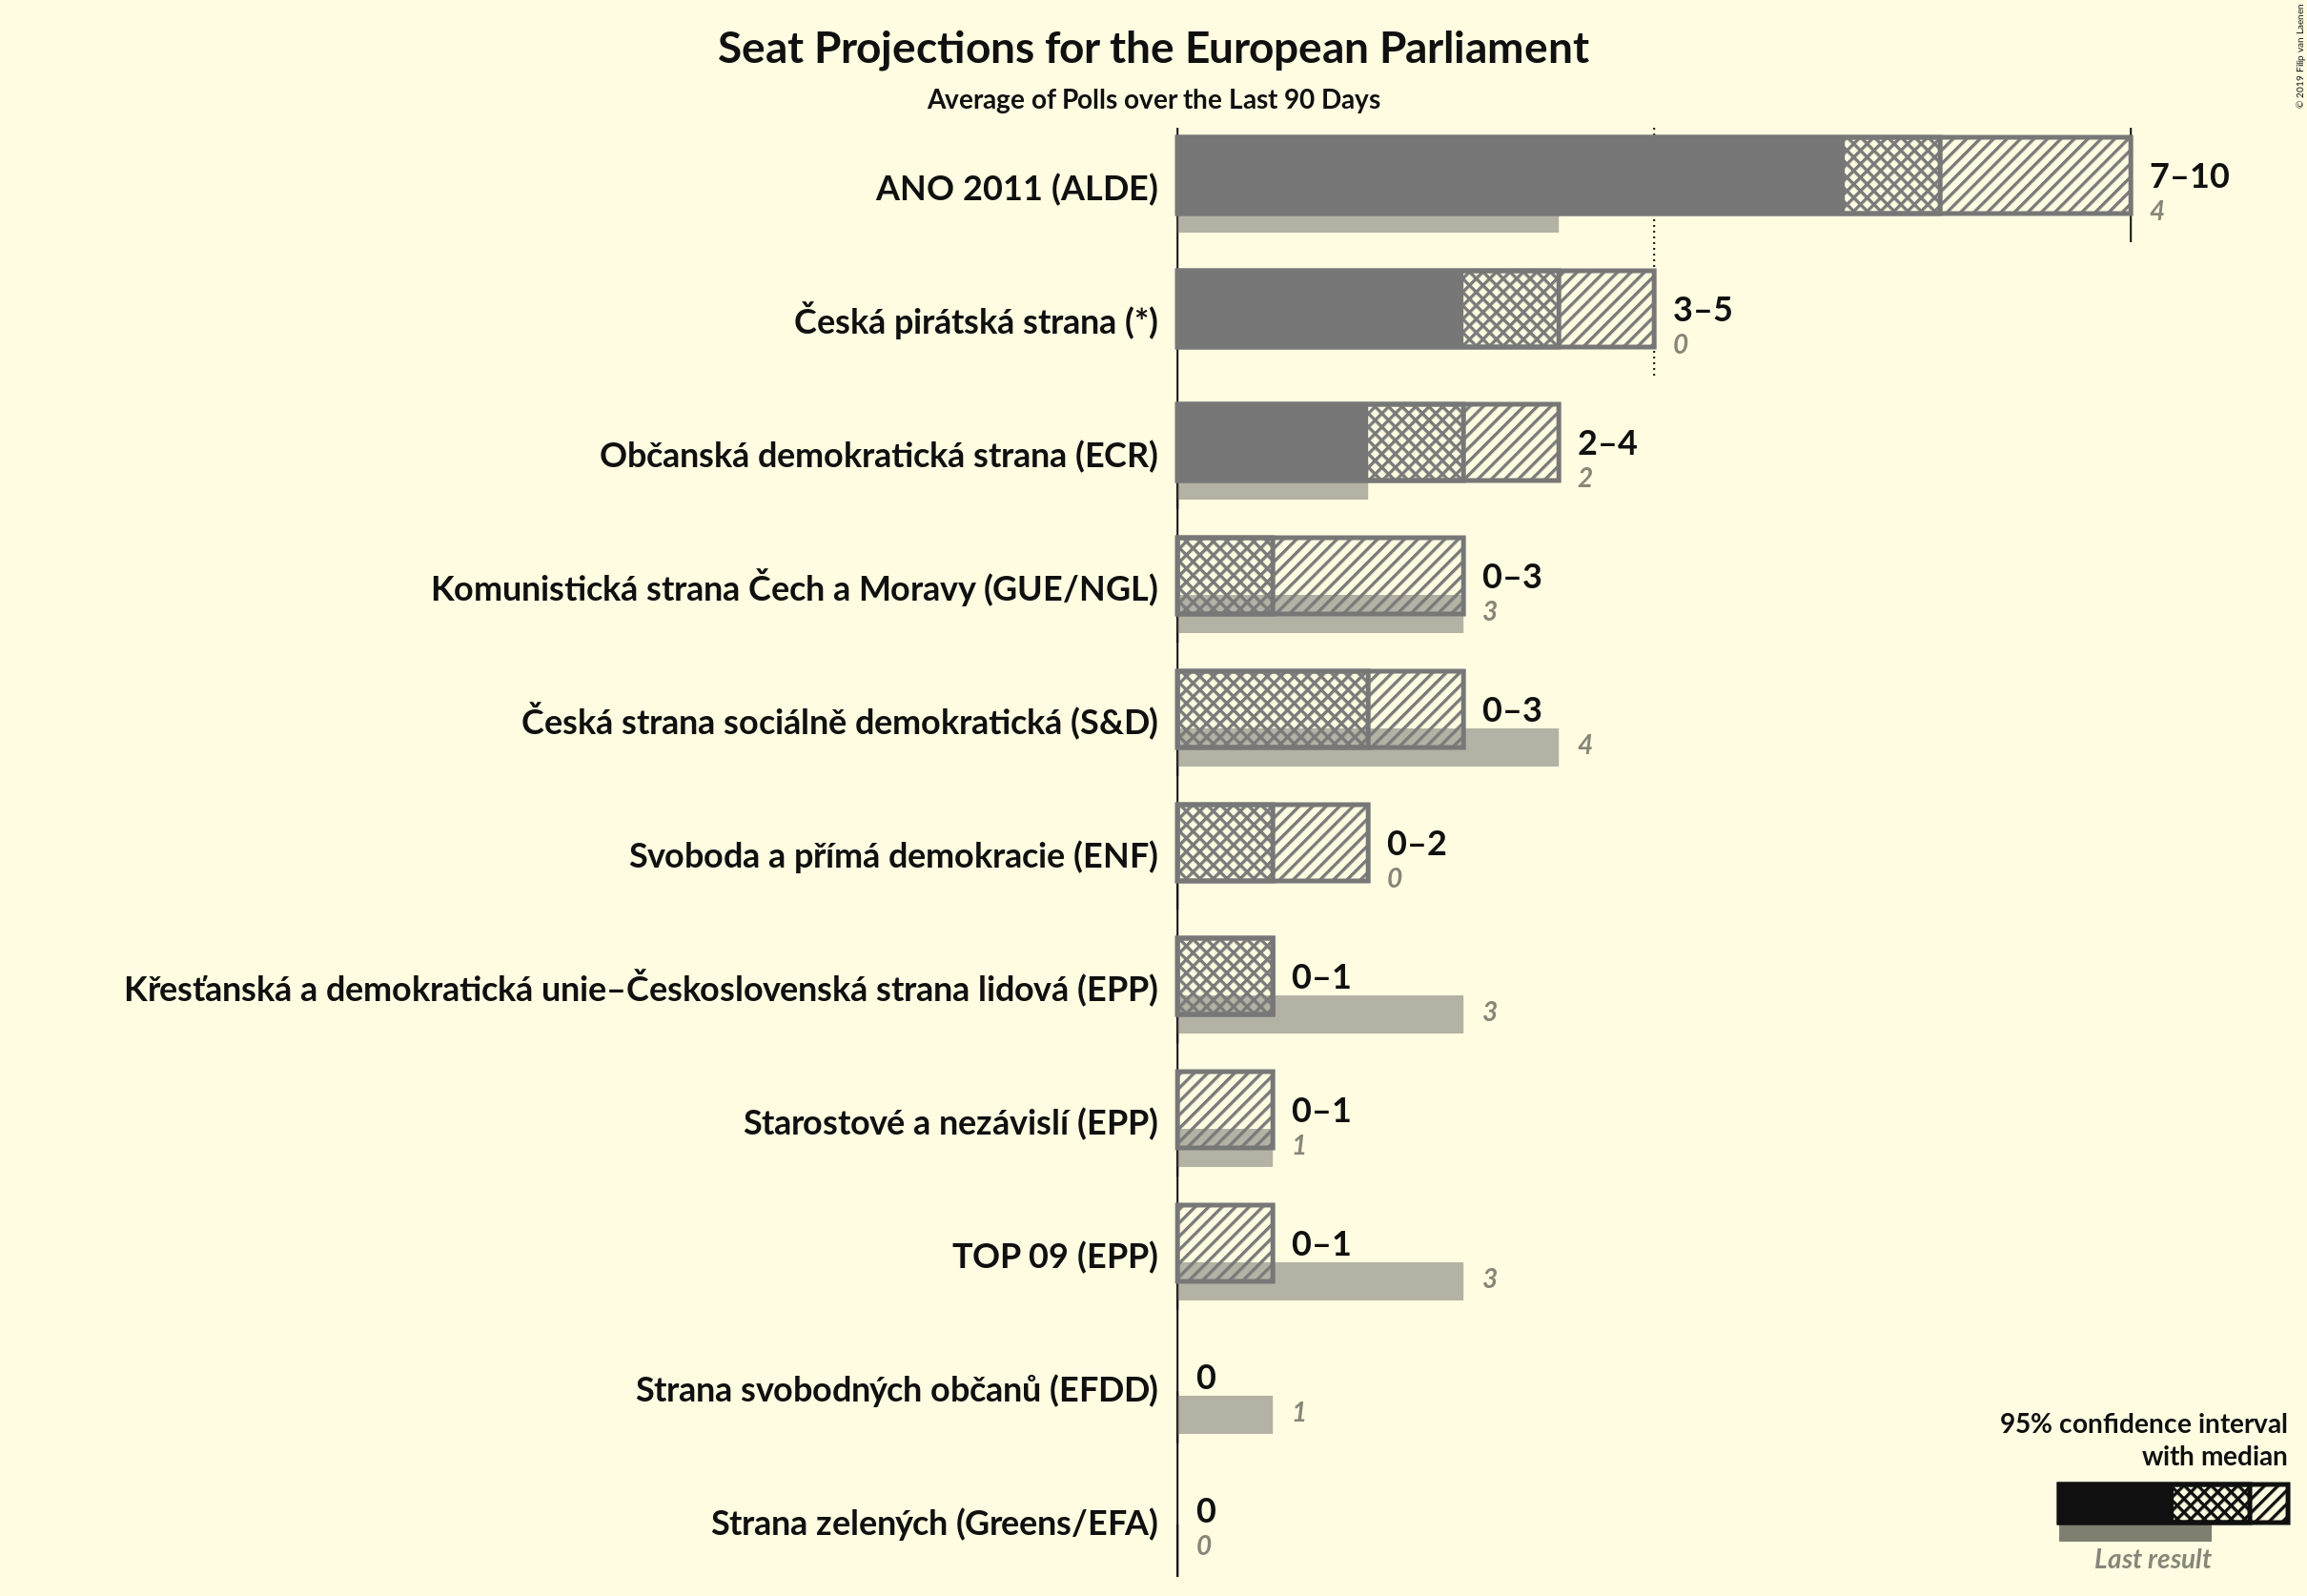 Seat Projections for the European Parliament
Average of Polls over the Last 90 Days
© 2019 Filip van Laenen
ANO 2011 (ALDE)
7–10
4
Česká pirátská strana (*)
3–5
0
Občanská demokratická strana (ECR)
2–4
2
Komunistická strana Čech a Moravy (GUE/NGL)
0–3
3
Česká strana sociálně demokratická (S&D)
0–3
4
Svoboda a přímá demokracie (ENF)
0–2
0
Křesťanská a demokratická unie–Československá strana lidová (EPP)
0–1
3
Starostové a nezávislí (EPP)
0–1
1
TOP 09 (EPP)
0–1
3
Strana svobodných občanů (EFDD)
0
1
Strana zelených (Greens/EFA)
0
0
95% confidence interval
with median
Last result